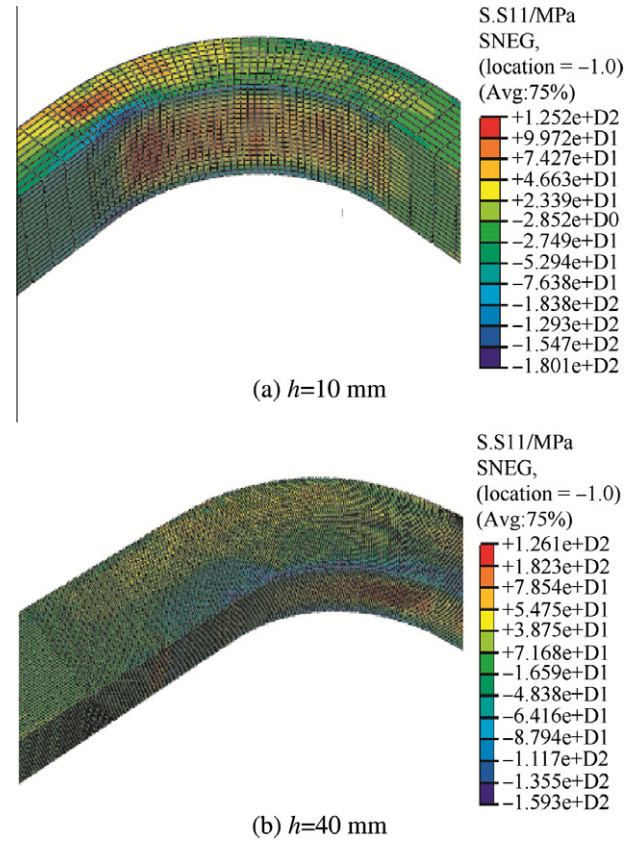 S.S11/MPa
SNEG,
(location = −1.0)
(Avg:75%)
+1.252e+D2
+9.972e+D1
+7.427e+D1
+4.663e+D1
+2.339e+D1
−2.852e+D0
−2.749e+D1
−5.294e+D1
−7.638e+D1
−1.838e+D2
−1.293e+D2
−1.547e+D2
−1.801e+D2
(a) h=10 mm
S.S11/MPa
SNEG,
(location = −1.0)
(Avg:75%)
+1.261e+D2
+1.823e+D2
+7.854e+D1
+5.475e+D1
+3.875e+D1
+7.168e+D1
−1.659e+D1
−4.838e+D1
−6.416e+D1
−8.794e+D1
−1.117e+D2
−1.355e+D2
−1.593e+D2
(b) h=40 mm